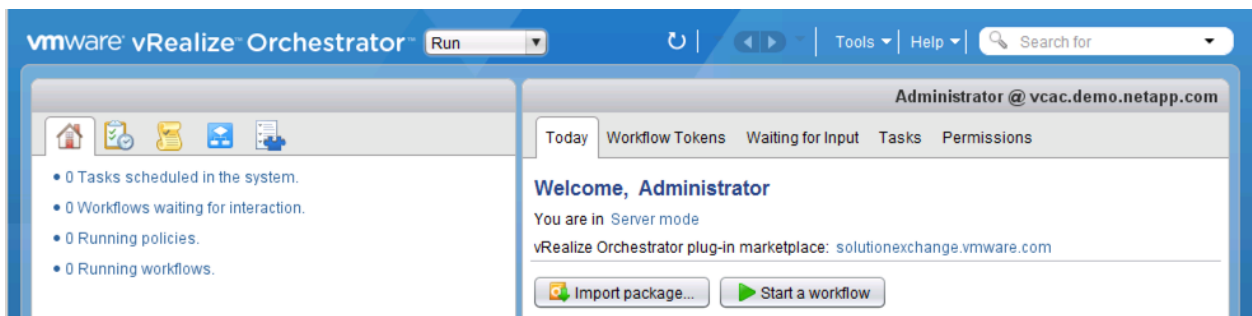 vmware® vRealize™ Orchestrator™ Run Tools Help Search for
Administrator @ vcac.demo.netapp.com
Today Workflow Tokens Waiting for Input Tasks Permissions
• 0 Tasks scheduled in the system.
• 0 Workflows waiting for interaction.
• 0 Running policies.
• 0 Running workflows.
Welcome, Administrator
You are in Server mode
vRealize Orchestrator plug-in marketplace: solutionexchange.vmware.com
Import package... Start a workflow